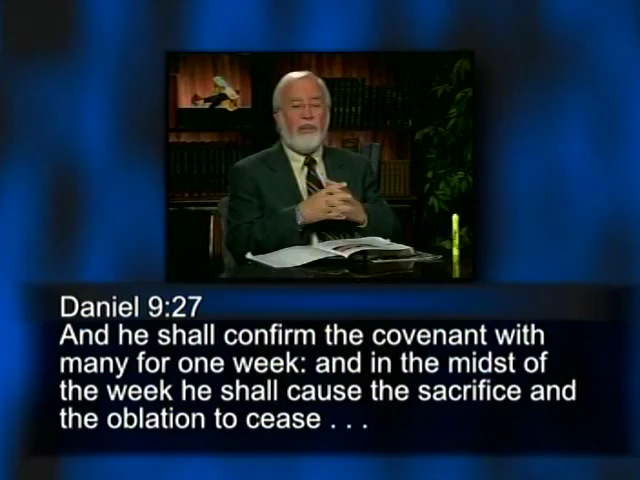 Daniel 9:27
And he shall confirm the covenant with
many for one week: and in the midst of
the week he shall cause the sacrifice and
the oblation to cease . . .